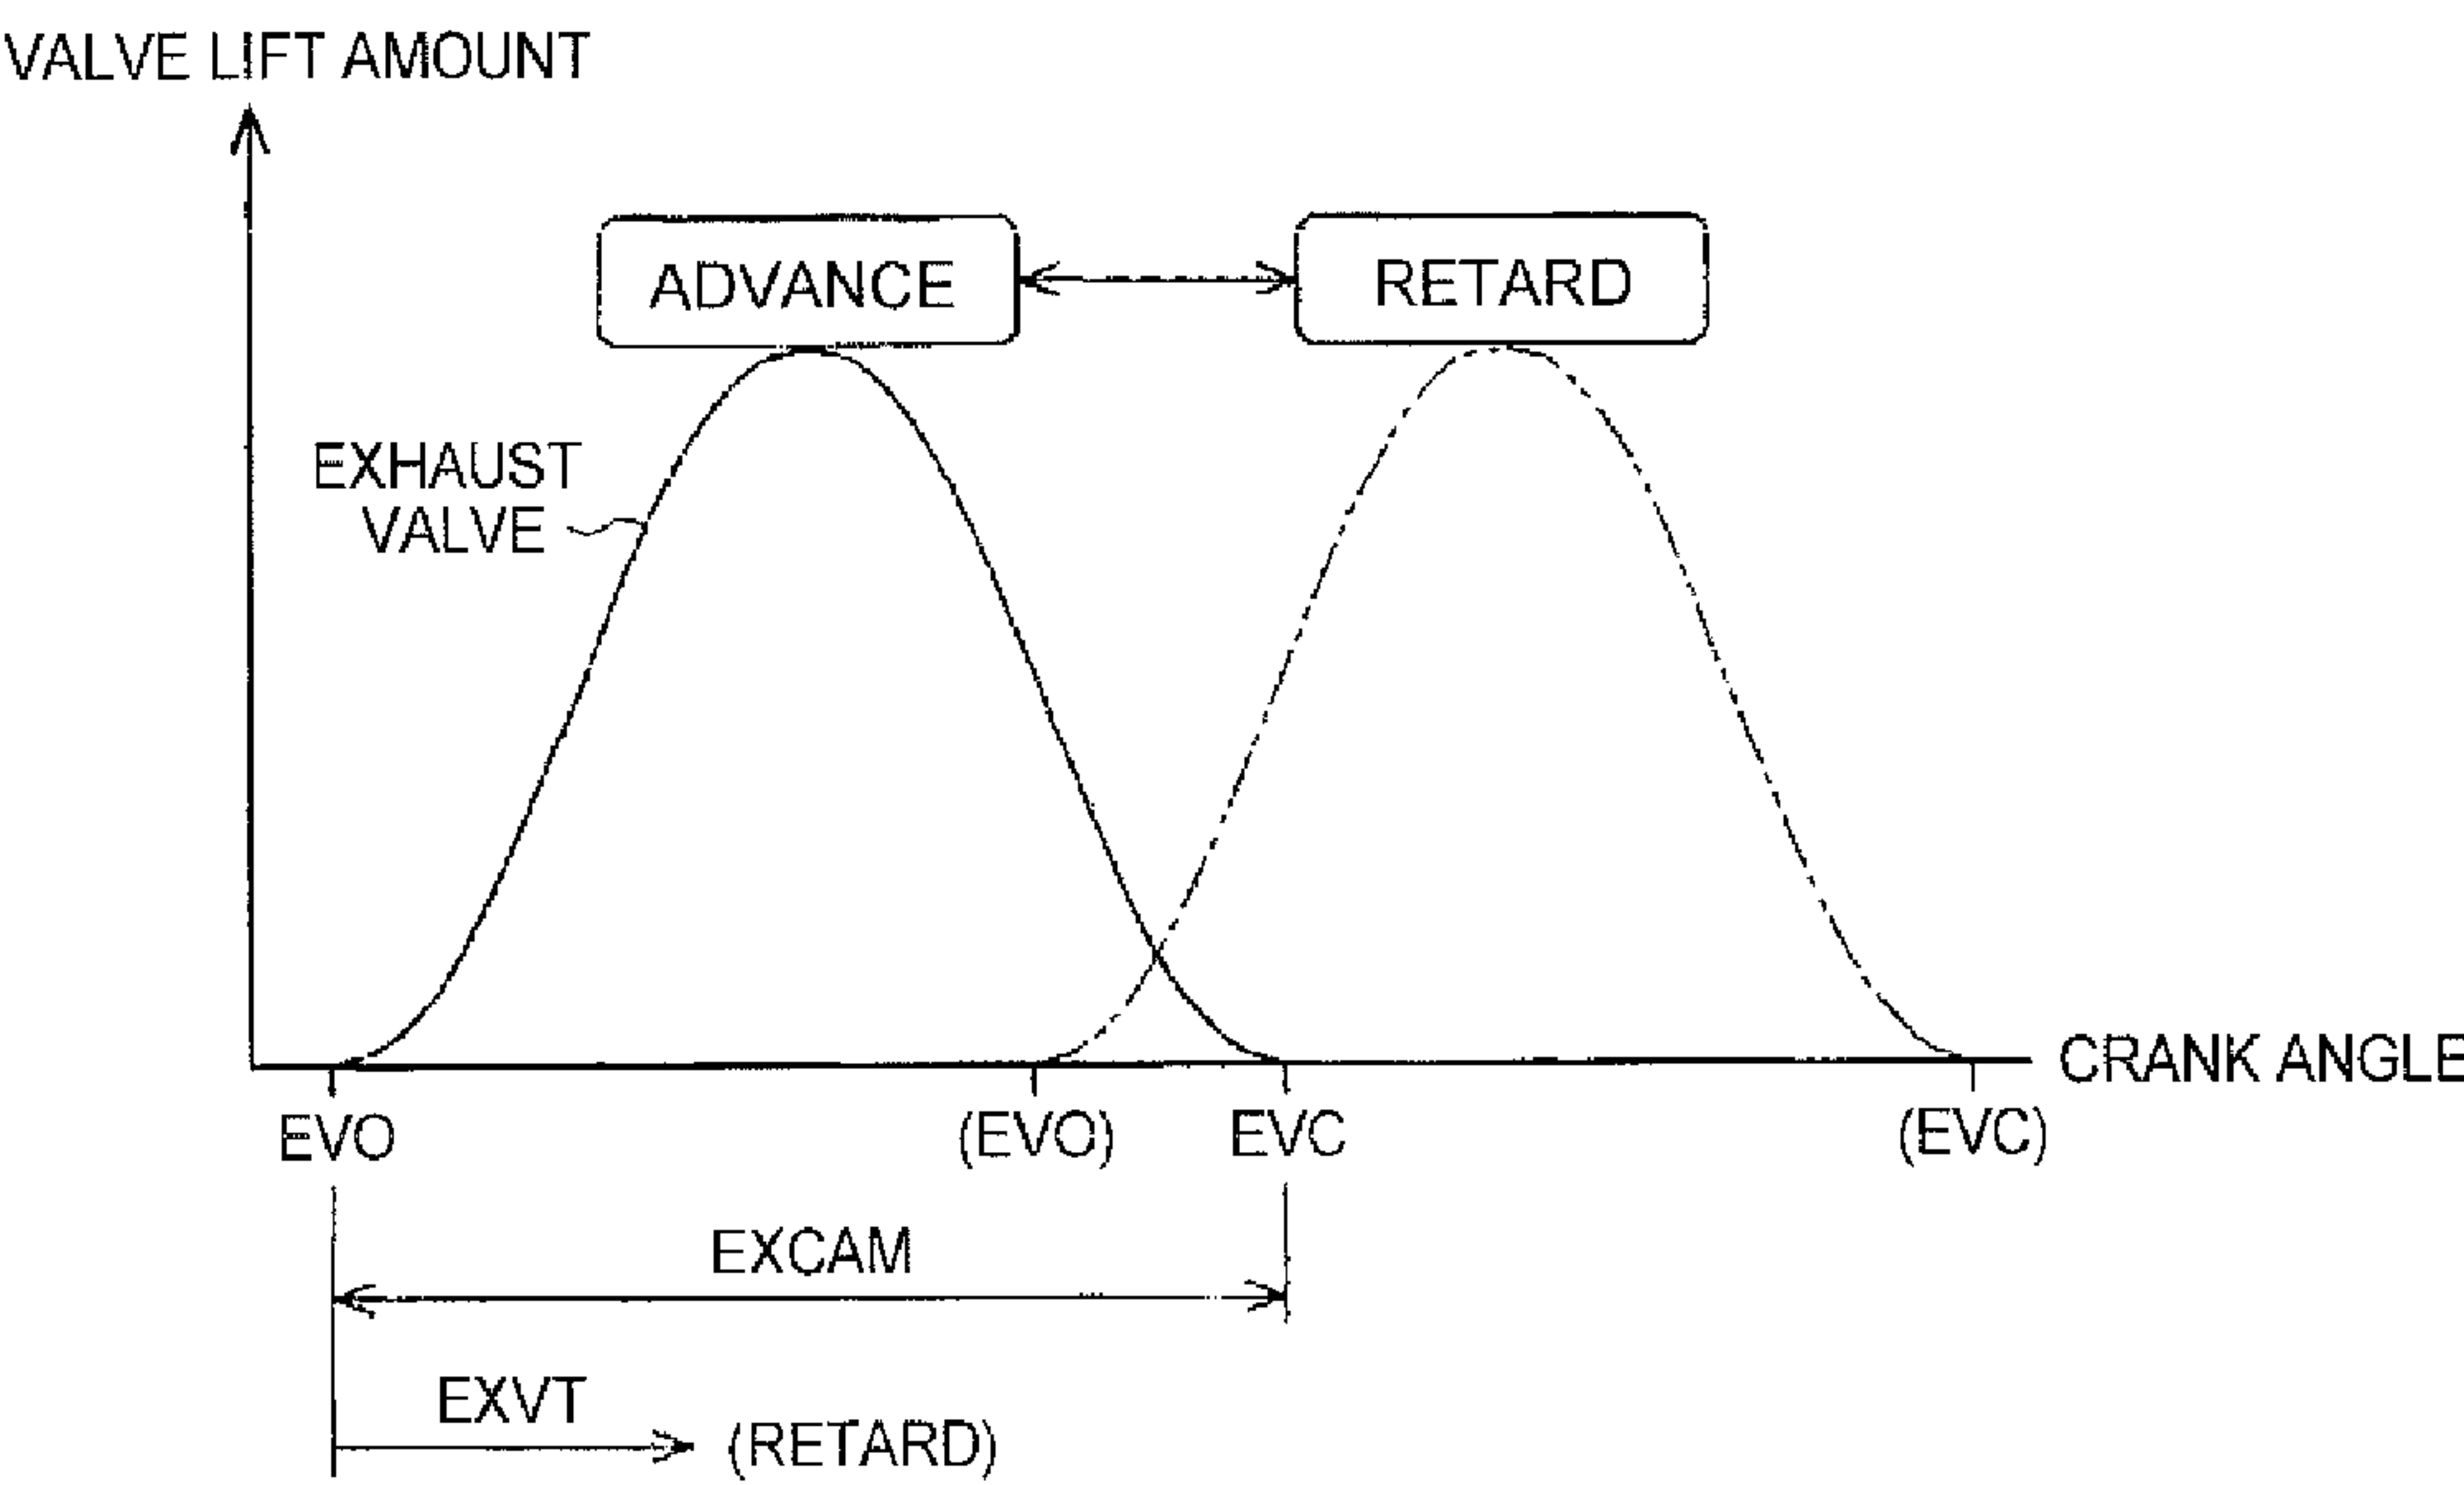 VALVE LIFT AMOUNT
ADVANCE
RETARD
EXHAUST
VALVE
CRANK ANGLE
EVO
(EVO)
EVC
(EVC)
EXCAM
EXVT
(RETARD)